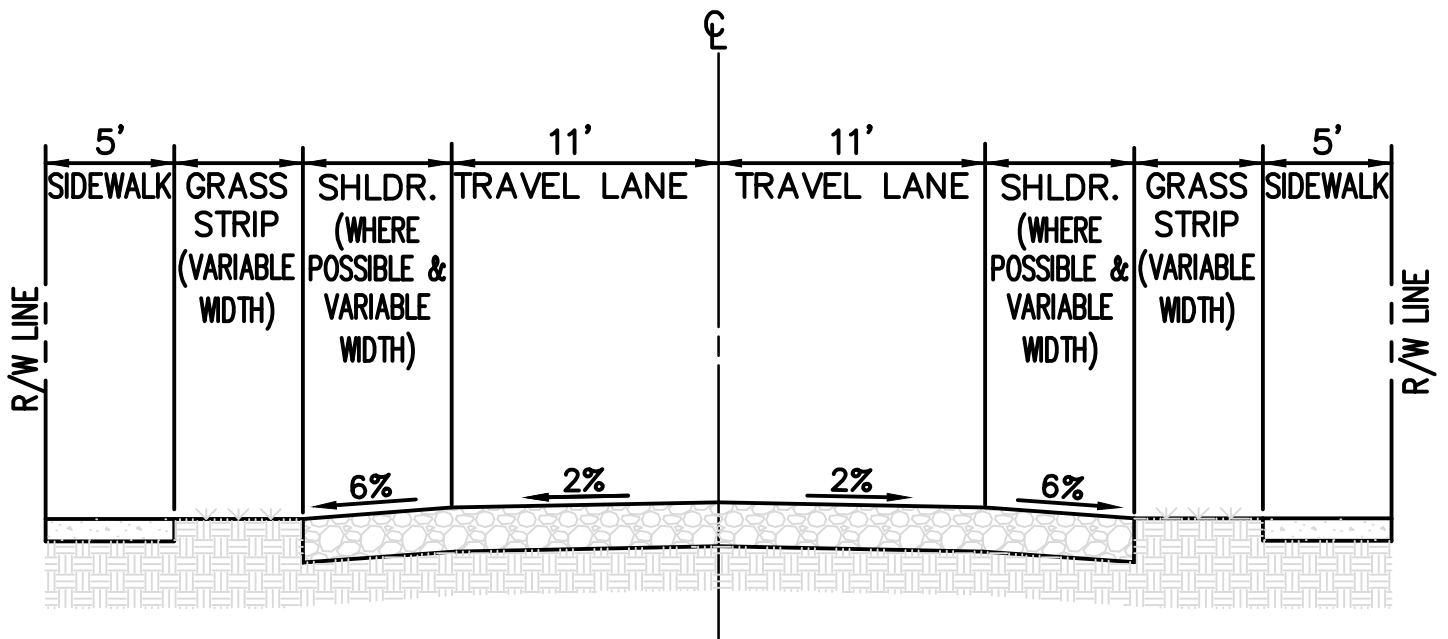 ℄
5' 11' 11' 5'
SIDEWALK GRASS SHLDR. TRAVEL LANE TRAVEL LANE SHLDR. GRASS SIDEWALK
STRIP (WHERE (WHERE STRIP
(VARIABLE POSSIBLE & POSSIBLE & (VARIABLE
WIDTH) VARIABLE VARIABLE WIDTH)
WIDTH) WIDTH)
R/W LINE R/W LINE
6% 2% 2% 6%